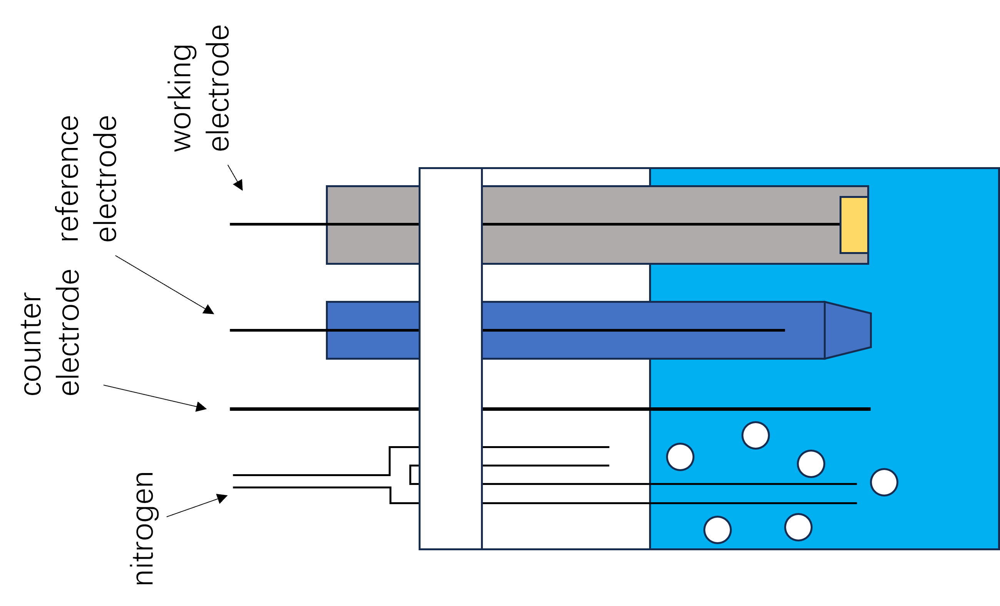 nitrogen
counter
electrode
reference
electrode
working
electrode